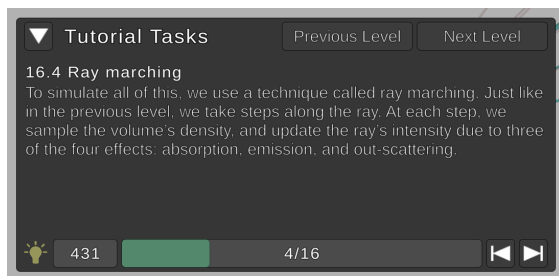 Tutorial Tasks
Previous Level
Next Level
16.4 Ray marching
To simulate all of this, we use a technique called ray marching. Just like
in the previous level, we take steps along the ray. At each step, we
sample the volume's density, and update the ray's intensity due to three
of the four effects: absorption, emission, and out-scattering.
431
4/16